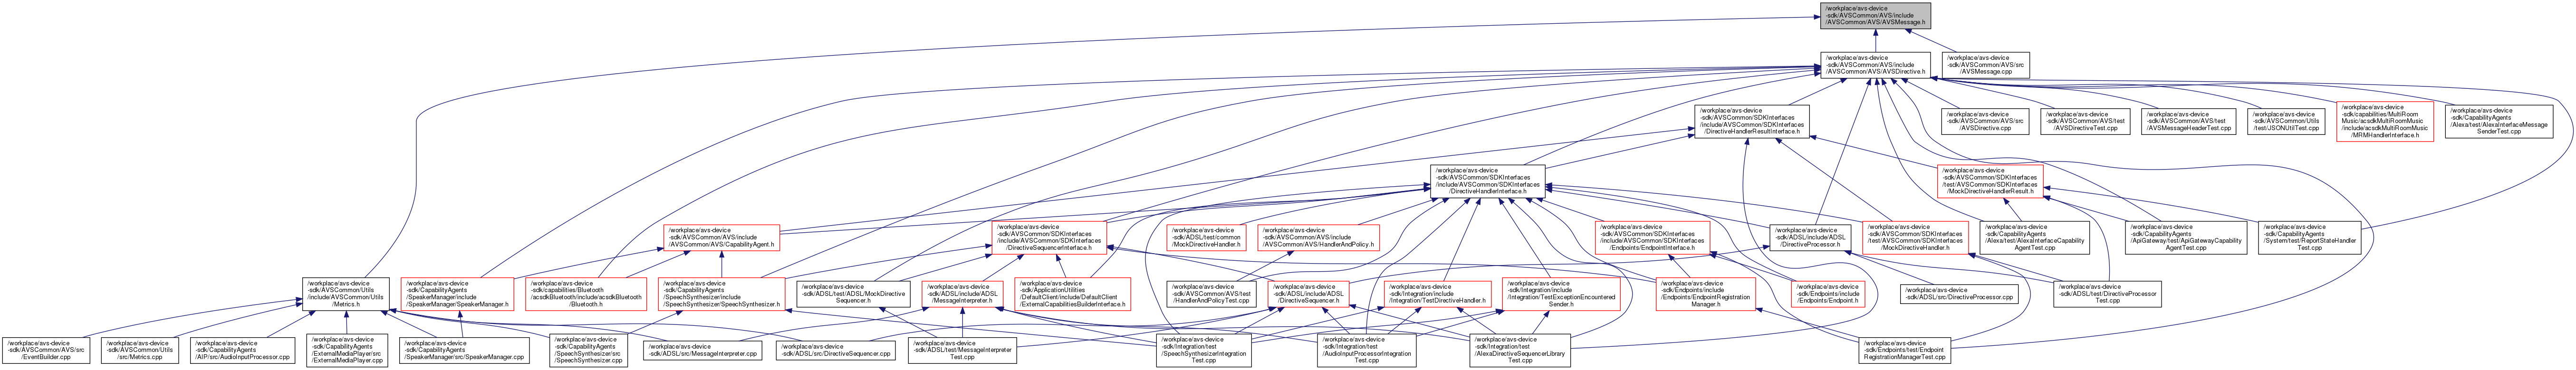 /workplace/avs-device
-sdk/AVSCommon/AVS/include
/AVSCommon/AVS/AVSMessage.h
/workplace/avs-device
-sdk/AVSCommon/AVS/include
/AVSCommon/AVS/AVSDirective.h
/workplace/avs-device
-sdk/AVSCommon/AVS/src
/AVSMessage.cpp
/workplace/avs-device
-sdk/AVSCommon/SDKInterfaces
/include/AVSCommon/SDKInterfaces
/DirectiveHandlerResultInterface.h
/workplace/avs-device
-sdk/AVSCommon/AVS/src
/AVSDirective.cpp
/workplace/avs-device
-sdk/AVSCommon/AVS/test
/AVSDirectiveTest.cpp
/workplace/avs-device
-sdk/AVSCommon/AVS/test
/AVSMessageHeaderTest.cpp
/workplace/avs-device
-sdk/AVSCommon/Utils
/test/JSONUtilTest.cpp
/workplace/avs-device
-sdk/capabilities/MultiRoom
Music/acsdkMultiRoomMusic
/include/acsdkMultiRoomMusic
/MRMHandlerInterface.h
/workplace/avs-device
-sdk/CapabilityAgents
/Alexa/test/AlexaInterfaceMessage
SenderTest.cpp
/workplace/avs-device
-sdk/AVSCommon/SDKInterfaces
/include/AVSCommon/SDKInterfaces
/DirectiveHandlerInterface.h
/workplace/avs-device
-sdk/AVSCommon/SDKInterfaces
/test/AVSCommon/SDKInterfaces
/MockDirectiveHandlerResult.h
/workplace/avs-device
-sdk/AVSCommon/AVS/include
/AVSCommon/AVS/CapabilityAgent.h
/workplace/avs-device
-sdk/AVSCommon/SDKInterfaces
/include/AVSCommon/SDKInterfaces
/DirectiveSequencerInterface.h
/workplace/avs-device
-sdk/ADSL/test/common
/MockDirectiveHandler.h
/workplace/avs-device
-sdk/AVSCommon/AVS/include
/AVSCommon/AVS/HandlerAndPolicy.h
/workplace/avs-device
-sdk/AVSCommon/SDKInterfaces
/include/AVSCommon/SDKInterfaces
/Endpoints/EndpointInterface.h
/workplace/avs-device
-sdk/ADSL/include/ADSL
/DirectiveProcessor.h
/workplace/avs-device
-sdk/AVSCommon/SDKInterfaces
/test/AVSCommon/SDKInterfaces
/MockDirectiveHandler.h
/workplace/avs-device
-sdk/CapabilityAgents
/Alexa/test/AlexaInterfaceCapability
AgentTest.cpp
/workplace/avs-device
-sdk/CapabilityAgents
/ApiGateway/test/ApiGatewayCapability
AgentTest.cpp
/workplace/avs-device
-sdk/CapabilityAgents
/System/test/ReportStateHandler
Test.cpp
/workplace/avs-device
-sdk/AVSCommon/Utils
/include/AVSCommon/Utils
/Metrics.h
/workplace/avs-device
-sdk/CapabilityAgents
/SpeakerManager/include
/SpeakerManager/SpeakerManager.h
/workplace/avs-device
-sdk/capabilities/Bluetooth
/acsdkBluetooth/include/acsdkBluetooth
/Bluetooth.h
/workplace/avs-device
-sdk/CapabilityAgents
/SpeechSynthesizer/include
/SpeechSynthesizer/SpeechSynthesizer.h
/workplace/avs-device
-sdk/ADSL/test/ADSL/MockDirective
Sequencer.h
/workplace/avs-device
-sdk/ADSL/include/ADSL
/MessageInterpreter.h
/workplace/avs-device
-sdk/ApplicationUtilities
/DefaultClient/include/DefaultClient
/ExternalCapabilitiesBuilderInterface.h
/workplace/avs-device
-sdk/AVSCommon/AVS/test
/HandlerAndPolicyTest.cpp
/workplace/avs-device
-sdk/ADSL/include/ADSL
/DirectiveSequencer.h
/workplace/avs-device
-sdk/Integration/include
/Integration/TestDirectiveHandler.h
/workplace/avs-device
-sdk/Integration/include
/Integration/TestExceptionEncountered
Sender.h
/workplace/avs-device
-sdk/Endpoints/include
/Endpoints/EndpointRegistration
Manager.h
/workplace/avs-device
-sdk/Endpoints/include
/Endpoints/Endpoint.h
/workplace/avs-device
-sdk/ADSL/src/DirectiveProcessor.cpp
/workplace/avs-device
-sdk/ADSL/test/DirectiveProcessor
Test.cpp
/workplace/avs-device
-sdk/AVSCommon/AVS/src
/EventBuilder.cpp
/workplace/avs-device
-sdk/AVSCommon/Utils
/src/Metrics.cpp
/workplace/avs-device
-sdk/CapabilityAgents
/AIP/src/AudioInputProcessor.cpp
/workplace/avs-device
-sdk/CapabilityAgents
/ExternalMediaPlayer/src
/ExternalMediaPlayer.cpp
/workplace/avs-device
-sdk/CapabilityAgents
/SpeakerManager/src/SpeakerManager.cpp
/workplace/avs-device
-sdk/CapabilityAgents
/SpeechSynthesizer/src
/SpeechSynthesizer.cpp
/workplace/avs-device
-sdk/ADSL/src/MessageInterpreter.cpp
/workplace/avs-device
-sdk/ADSL/src/DirectiveSequencer.cpp
/workplace/avs-device
-sdk/ADSL/test/MessageInterpreter
Test.cpp
/workplace/avs-device
-sdk/Integration/test
/SpeechSynthesizerIntegration
Test.cpp
/workplace/avs-device
-sdk/Integration/test
/AudioInputProcessorIntegration
Test.cpp
/workplace/avs-device
-sdk/Integration/test
/AlexaDirectiveSequencerLibrary
Test.cpp
/workplace/avs-device
-sdk/Endpoints/test/Endpoint
RegistrationManagerTest.cpp